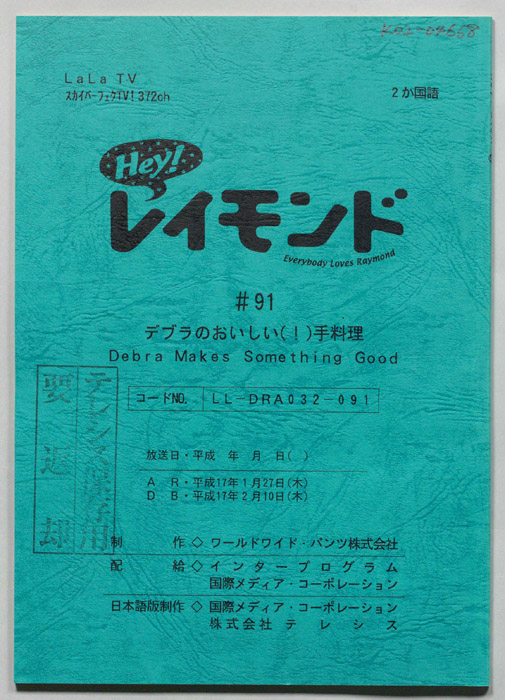 LaLa TV
スカイパーフェクTV! 372ch
2か国語
Hey!
レイモンド
Everybody Loves Raymond
#91
デブラのおいしい(!)手料理
Debra Makes Something Good
コードNO. LL-DRA032-091
放送日・平成 年 月 日( )
A R・平成17年1月27日(木)
D B・平成17年2月10日(木)
制 作◇ワールドワイド・パンツ株式会社
配 給◇インタープログラム
国際メディア・コーポレーション
日本語版制作◇国際メディア・コーポレーション
株式会社テレシス
要返却